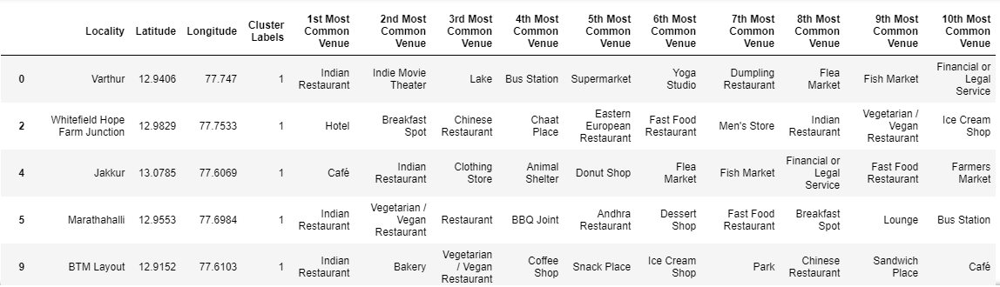 Locality Latitude Longitude Cluster Labels 1st Most Common Venue 2nd Most Common Venue 3rd Most Common Venue 4th Most Common Venue 5th Most Common Venue 6th Most Common Venue 7th Most Common Venue 8th Most Common Venue 9th Most Common Venue 10th Most Common Venue
0 Varthur 12.9406 77.747 1 Indian Restaurant Indie Movie Theater Lake Bus Station Supermarket Yoga Studio Dumpling Restaurant Flea Market Fish Market Financial or Legal Service
2 Whitefield Hope Farm Junction 12.9829 77.7533 1 Hotel Breakfast Spot Chinese Restaurant Chaat Place Eastern European Restaurant Fast Food Restaurant Men's Store Indian Restaurant Vegetarian / Vegan Restaurant Ice Cream Shop
4 Jakkur 13.0785 77.6069 1 Café Indian Restaurant Clothing Store Animal Shelter Donut Shop Flea Market Fish Market Financial or Legal Service Fast Food Restaurant Farmers Market
5 Marathahalli 12.9553 77.6984 1 Indian Restaurant Vegetarian / Vegan Restaurant Restaurant BBQ Joint Andhra Restaurant Dessert Shop Fast Food Restaurant Breakfast Spot Lounge Bus Station
9 BTM Layout 12.9152 77.6103 1 Indian Restaurant Bakery Vegetarian / Vegan Restaurant Coffee Shop Snack Place Ice Cream Shop Park Chinese Restaurant Sandwich Place Café